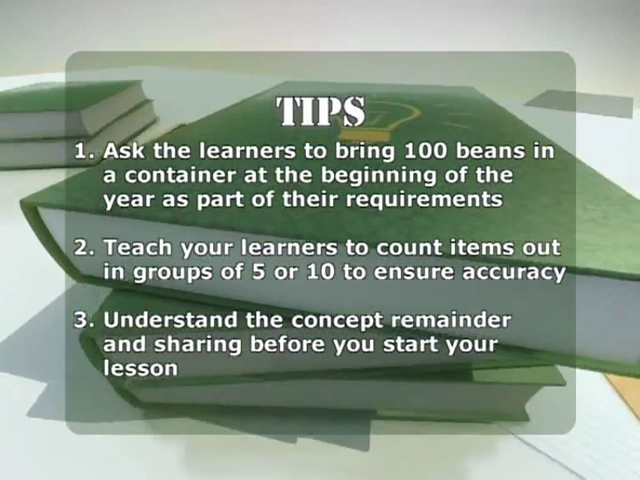 TIPS
1. Ask the learners to bring 100 beans in
a container at the beginning of the
year as part of their requirements
2. Teach your learners to count items out
in groups of 5 or 10 to ensure accuracy
3. Understand the concept remainder
and sharing before you start your
lesson